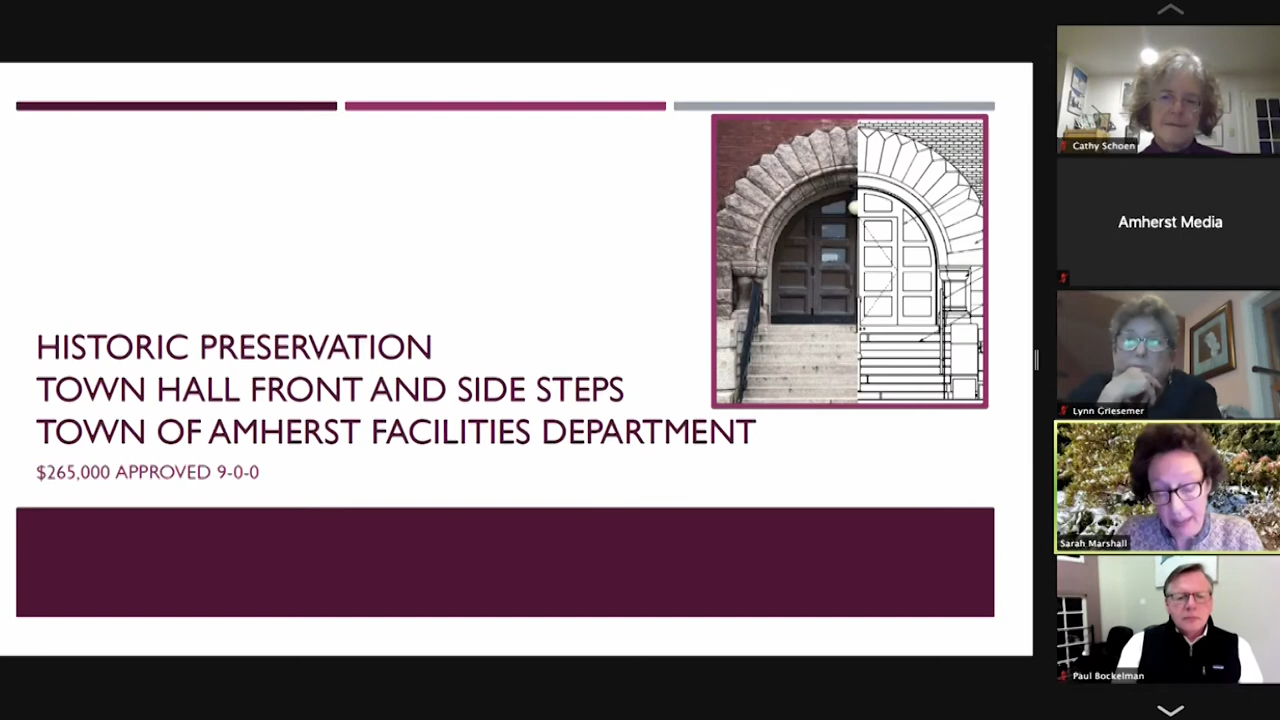 HISTORIC PRESERVATION
TOWN HALL FRONT AND SIDE STEPS
TOWN OF AMHERST FACILITIES DEPARTMENT
$265,000 APPROVED 9-0-0
Cathy Schoen
Amherst Media
Lynn Griesemer
Sarah Marshall
Paul Bockelman